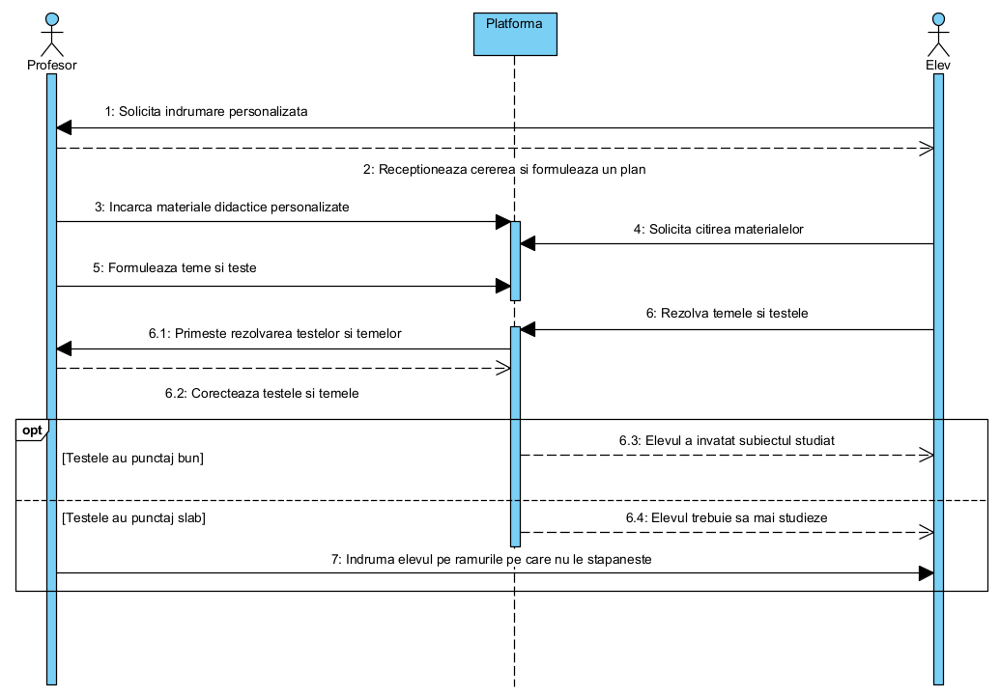 Profesor
Platforma
Elev
1: Solicita indrumare personalizata
2: Receptioneaza cererea si formuleaza un plan
3: Incarca materiale didactice personalizate
4: Solicita citirea materialelor
5: Formuleaza teme si teste
6: Rezolva temele si testele
6.1: Primeste rezolvarea testelor si temelor
6.2: Corecteaza testele si temele
opt
6.3: Elevul a invatat subiectul studiat
[Testele au punctaj bun]
[Testele au punctaj slab]
6.4: Elevul trebuie sa mai studieze
7: Indruma elevul pe ramurile pe care nu le stapaneste